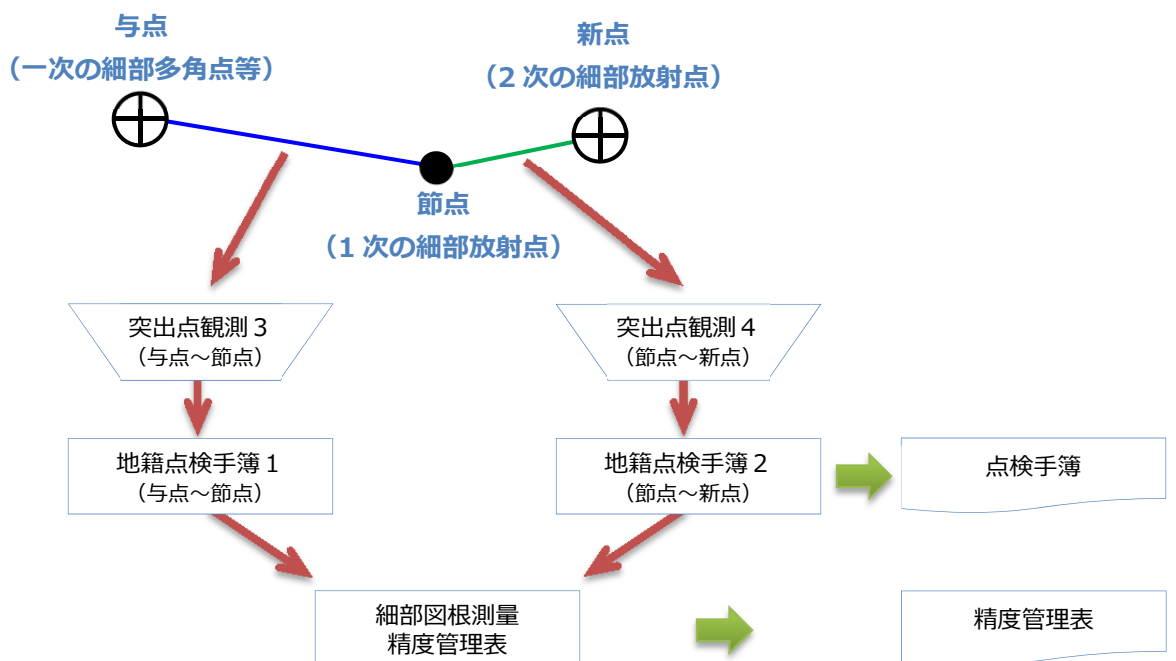 与点
（一次の細部多角点等）
新点
（2 次の細部放射点）
節点
（1 次の細部放射点）
突出点観測３
（与点～節点）
突出点観測４
（節点～新点）
地籍点検手簿１
（与点～節点）
地籍点検手簿２
（節点～新点）
点検手簿
細部図根測量
精度管理表
精度管理表